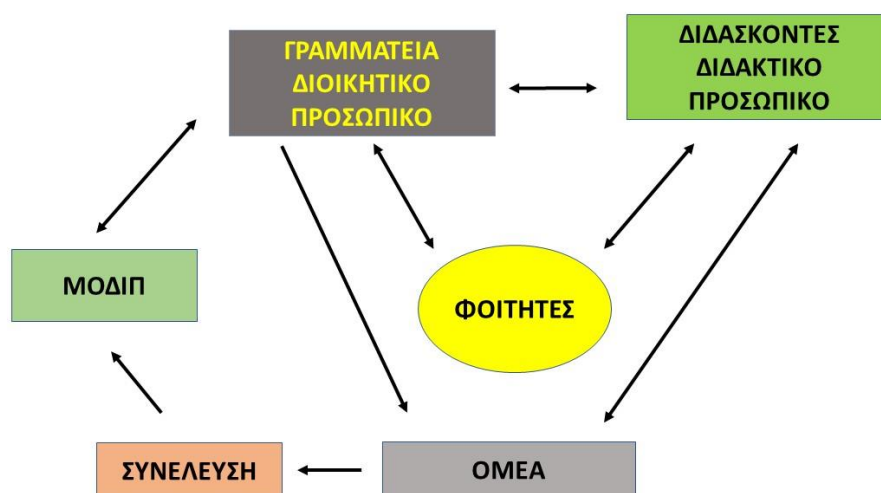 ΓΡΑΜΜΑΤΕΙΑ
ΔΙΟΙΚΗΤΙΚΟ
ΠΡΟΣΩΠΙΚΟ
ΔΙΔΑΣΚΟΝΤΕΣ
ΔΙΔΑΚΤΙΚΟ
ΠΡΟΣΩΠΙΚΟ
ΜΟΔΙΠ
ΦΟΙΤΗΤΕΣ
ΣΥΝΕΛΕΥΣΗ
ΟΜΕΑ